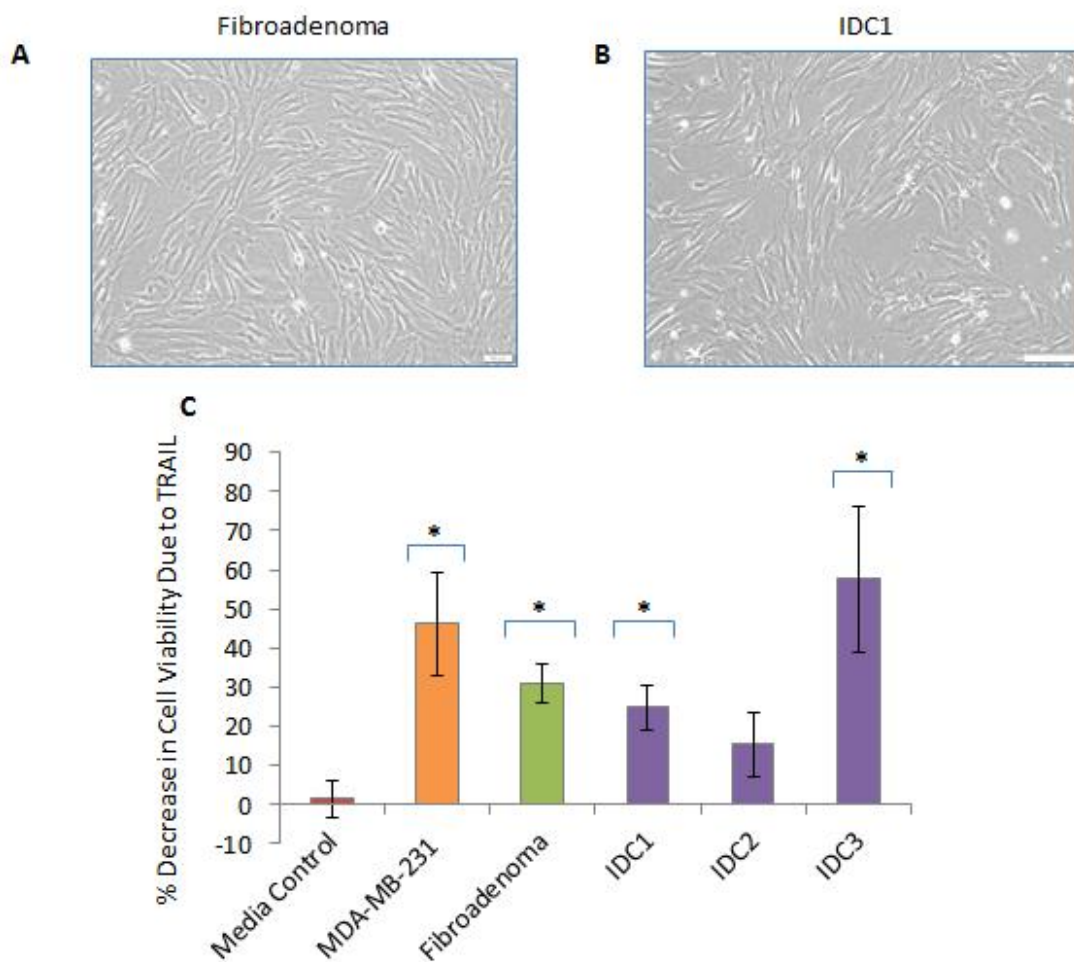 Fibroadenoma
IDC1
A
B
C
% Decrease in Cell Viability Due to TRAIL
90
80
70
60
50
40
30
20
10
0
-10
*
*
*
*
Media Control
MDA-MB-231
Fibroadenoma
IDC1
IDC2
IDC3